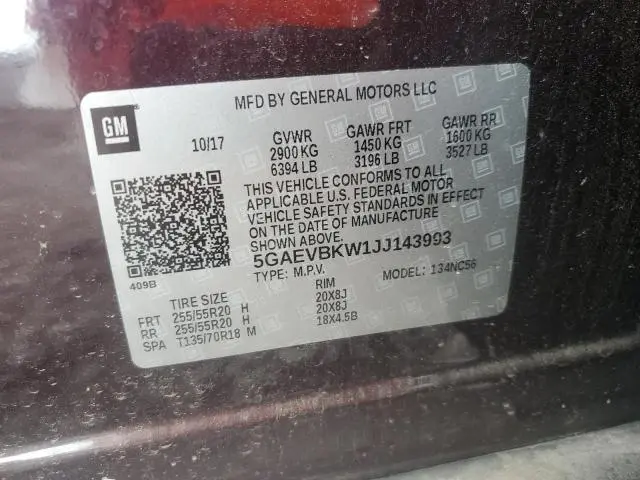 MFD BY GENERAL MOTORS LLC
GM
10/17 GVWR GAWR FRT GAWR RR
2900 KG 1450 KG 1600 KG
6394 LB 3196 LB 3527 LB
THIS VEHICLE CONFORMS TO ALL
APPLICABLE U.S. FEDERAL MOTOR
VEHICLE SAFETY STANDARDS IN EFFECT
ON THE DATE OF MANUFACTURE
SHOWN ABOVE.
5GAEVBKW1JJ143993
TYPE: M.P.V. MODEL: 134NC56
409B
TIRE SIZE RIM
FRT 255/55R20 H 20X8J
RR 255/55R20 H 20X8J
SPA T135/70R18 M 18X4.5B